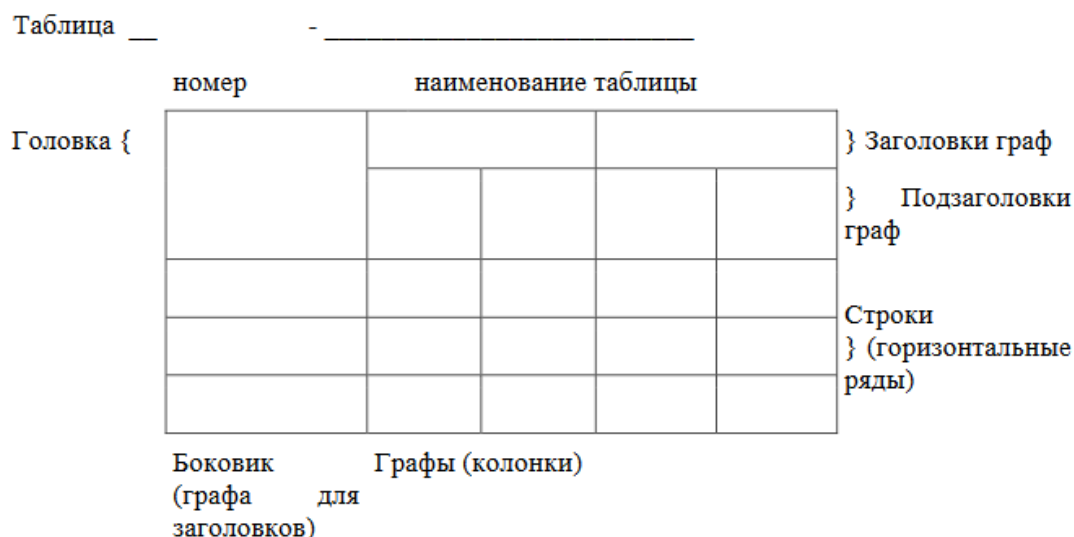 Таблица __ - __________________________
номер наименование таблицы
Головка {
} Заголовки граф
} Подзаголовки
граф
Строки
} (горизонтальные
ряды)
Боковик Графы (колонки)
(графа для
заголовков)